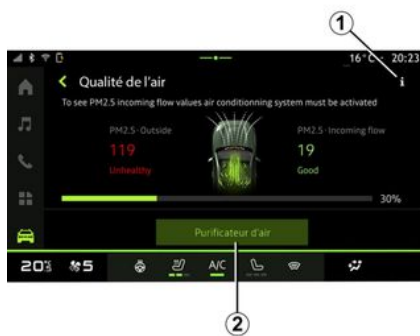 1
16°C · 20:23
Qualité de l'air i
To see PM2.5 incoming flow values air conditionning system must be activated
PM2.5-Outside PM2.5-Incoming flow
119 19
Unhealthy Good
30%
Purificateur d'air
20°5 5 A/C
2